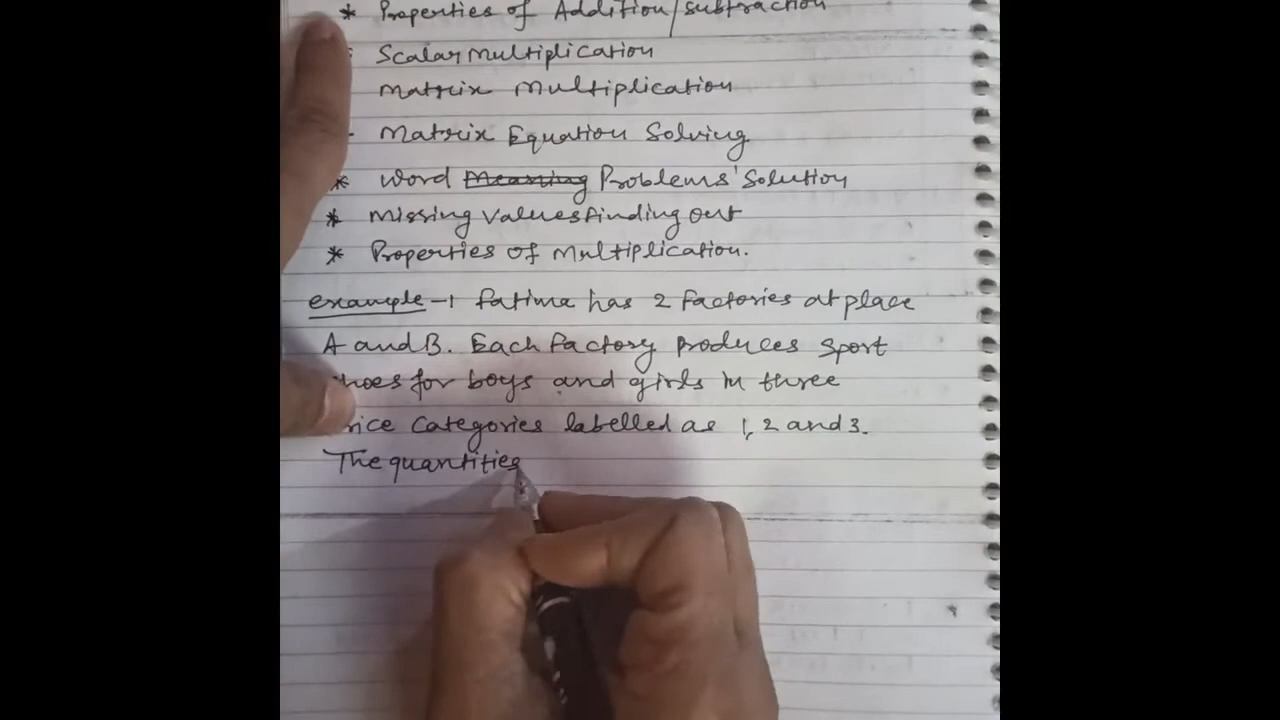 * Properties of Addition/subtraction
Scalar multiplication
Matrix Multiplication
- Matrix Equation Solving
* Word Meaning Problems' Solution
* Missing Values finding out
* Properties of Multiplication.
example-1 Fatima has 2 factories at place
A and B. Each factory produces sport
hoes for boys and girls in three
rice Categories labelled as 1, 2 and 3.
The quantities